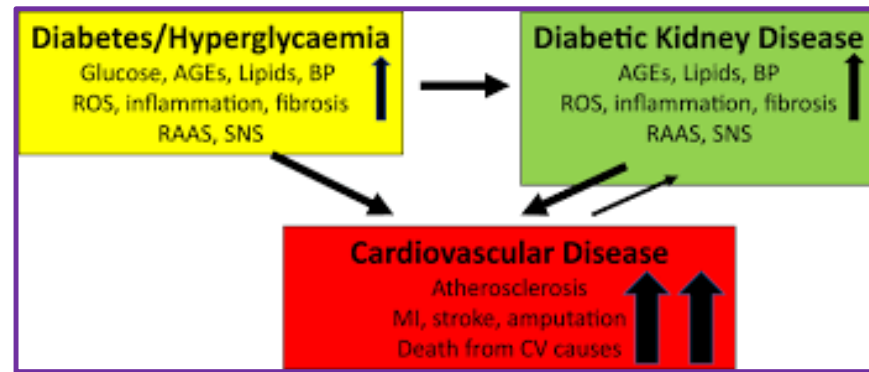 Diabetes/Hyperglycaemia
Glucose, AGEs, Lipids, BP
ROS, inflammation, fibrosis
RAAS, SNS
Diabetic Kidney Disease
AGEs, Lipids, BP
ROS, inflammation, fibrosis
RAAS, SNS
Cardiovascular Disease
Atherosclerosis
MI, stroke, amputation
Death from CV causes